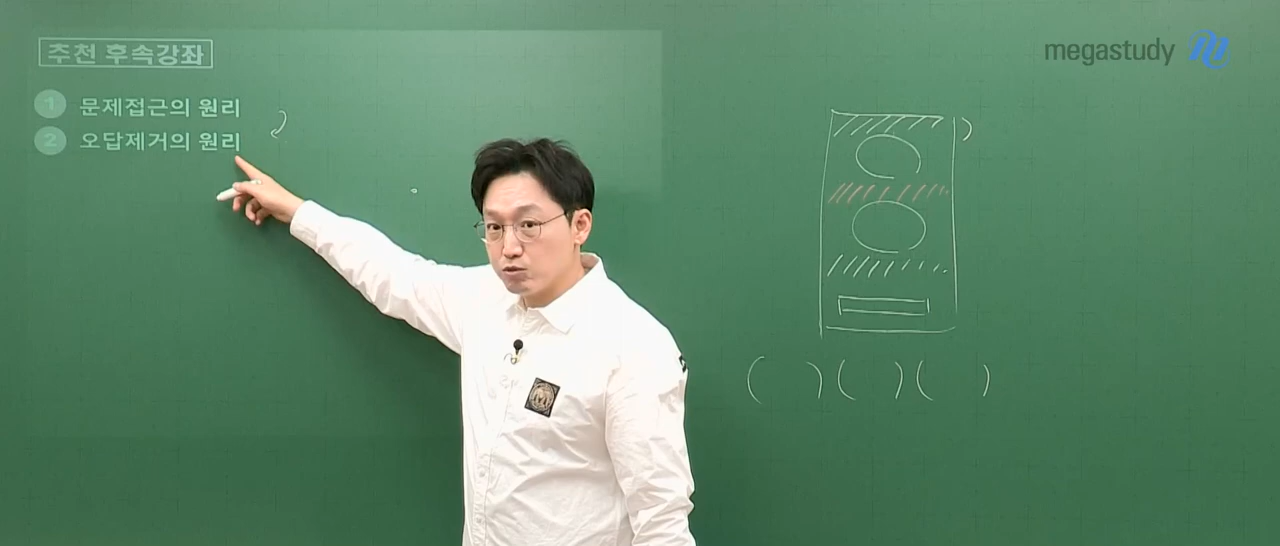 추천 후속강좌
1 문제접근의 원리
2 오답제거의 원리
megastudy
( ) ( ) ( )